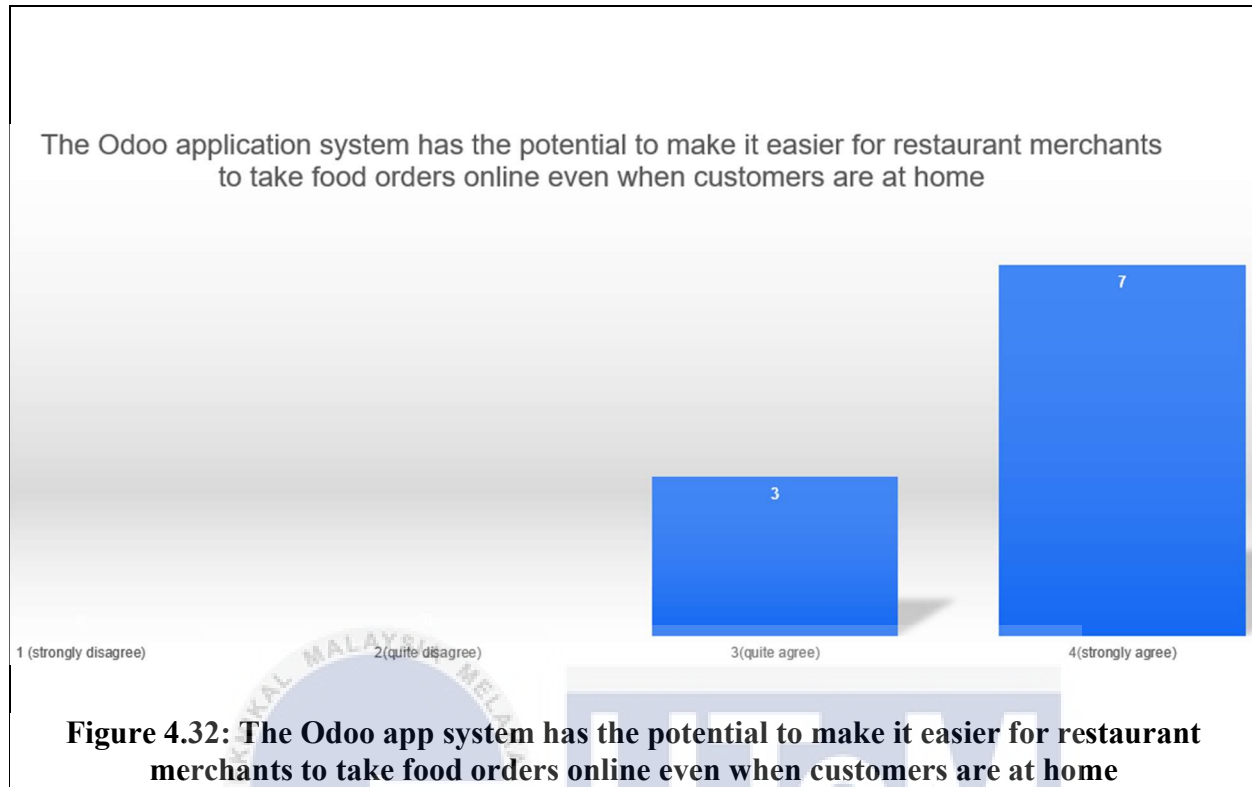 The Odoo application system has the potential to make it easier for restaurant merchants
to take food orders online even when customers are at home
7
3
1 (strongly disagree)
2(quite disagree)
3(quite agree)
4(strongly agree)
MALAYSIA
Figure 4.32: The Odoo app system has the potential to make it easier for restaurant
merchants to take food orders online even when customers are at home